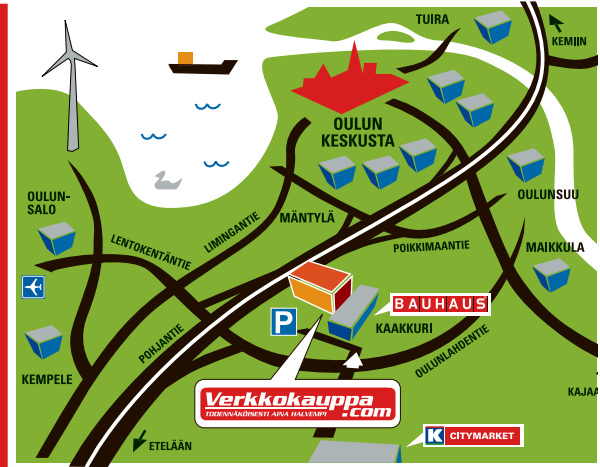 TUIRA
KEMIIN
OULUN
KESKUSTA
OULUN-
SALO
OULUNSUU
MÄNTYLÄ
LIMINGANTIE
LENTOKENTÄNTIE
POIKKIMAANTIE
MAIKKULA
BAUHAUS
P
KAAKKURI
POHJANTIE
OULUNLAHDENTIE
KEMPELE
KAJAA
Verkkokauppa
TODENNÄKÖISESTI AINA HALVEMPI
.com
K CITYMARKET
ETELÄÄN